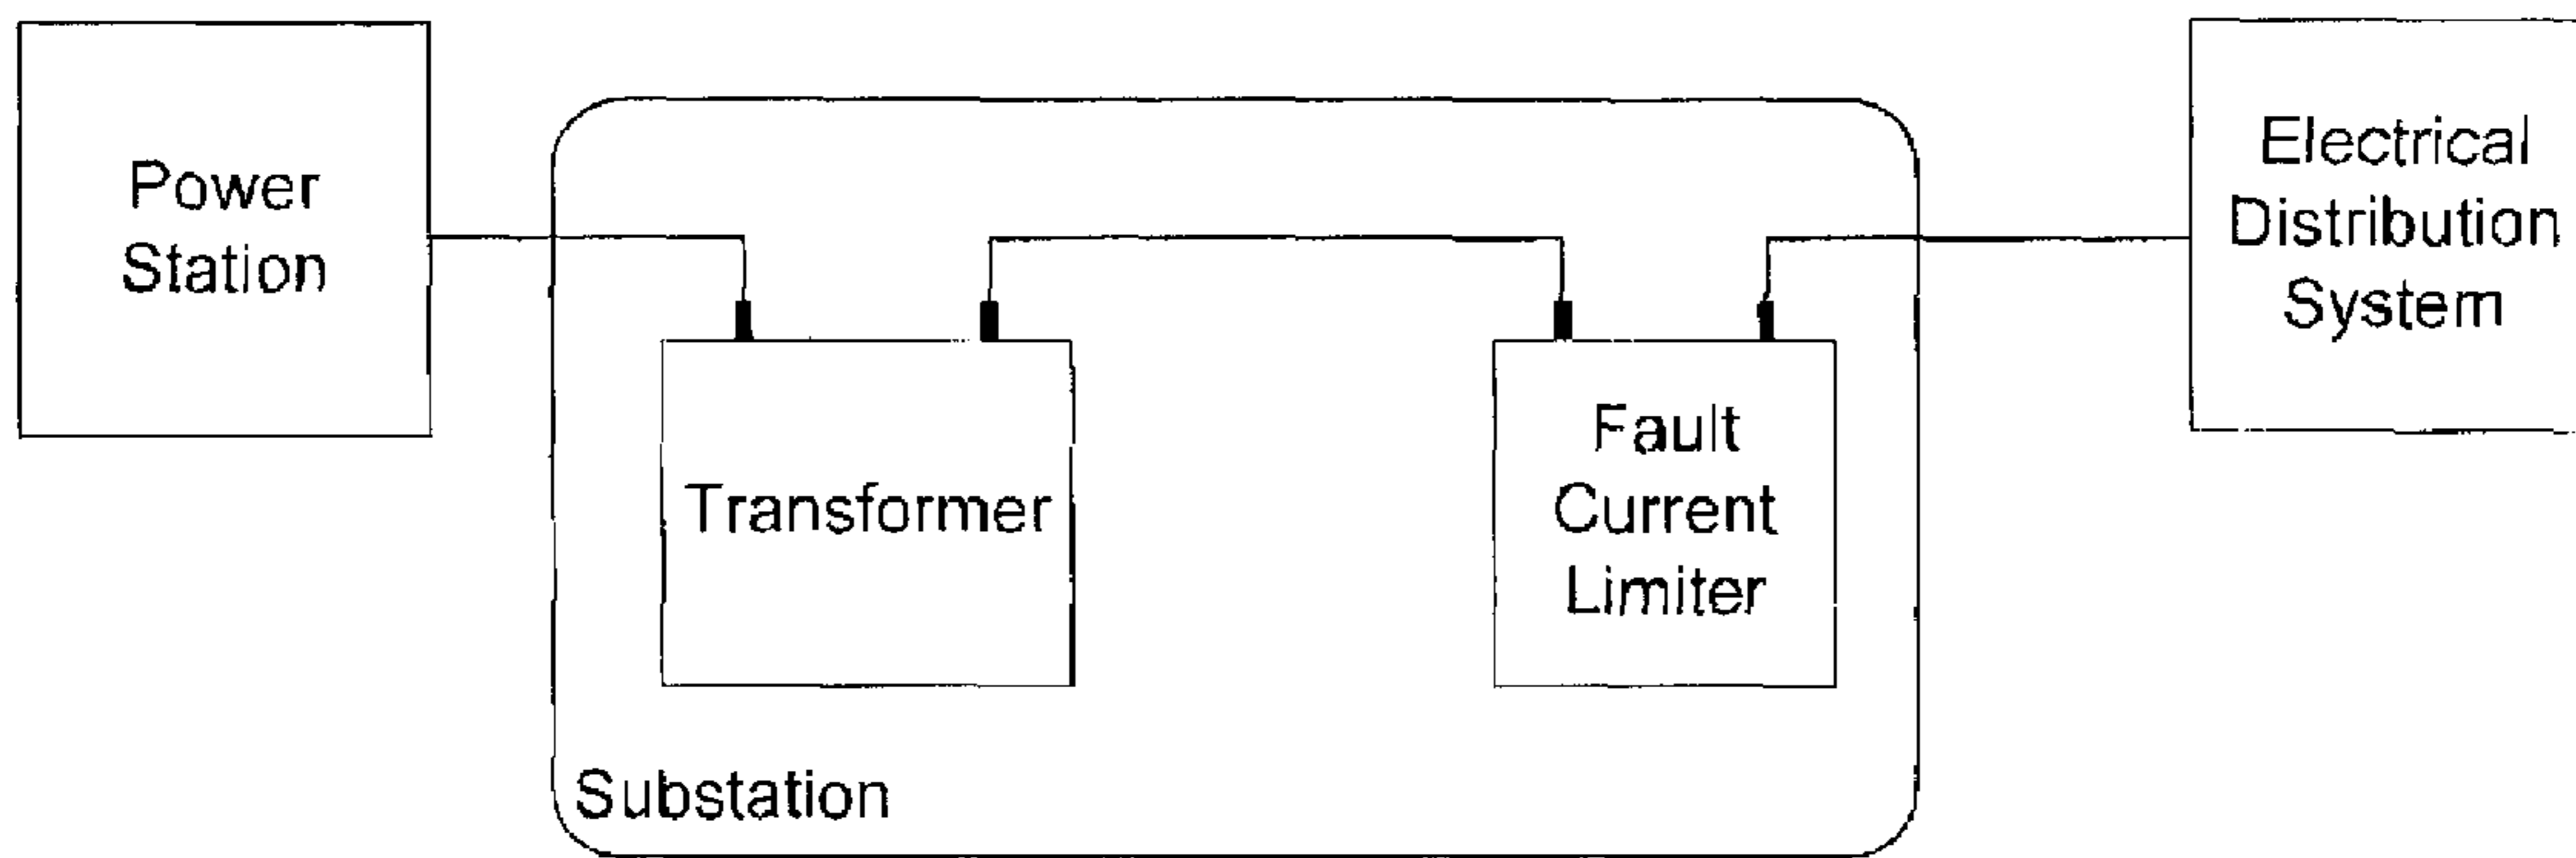 Power
Station
Transformer
Fault
Current
Limiter
Substation
Electrical
Distribution
System